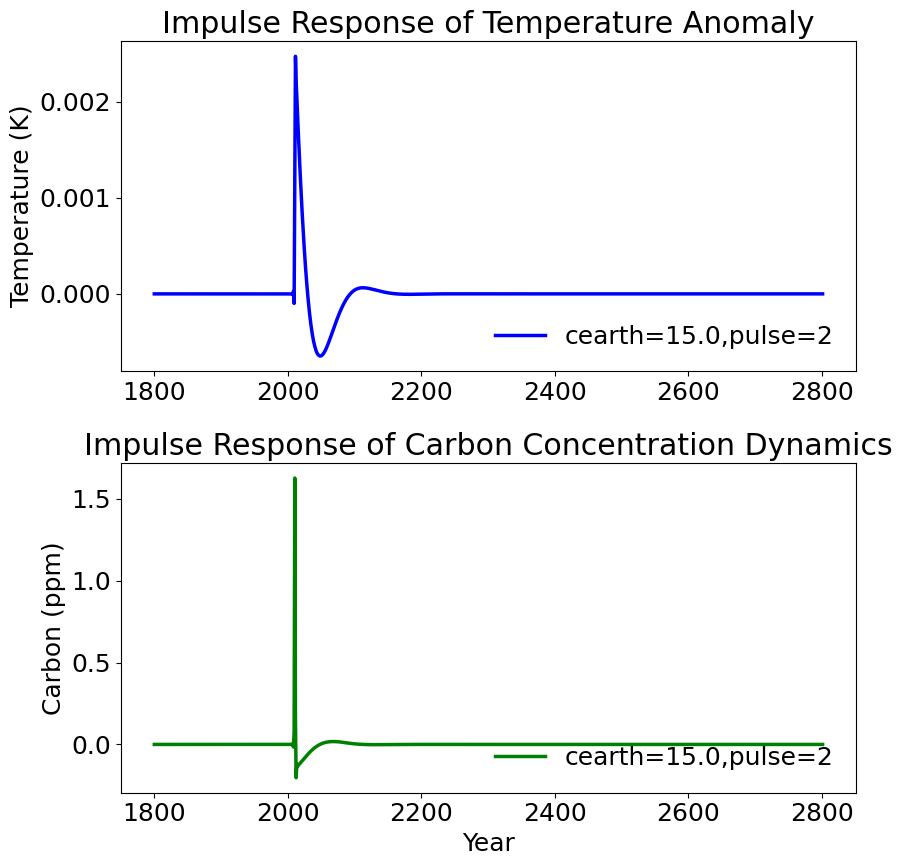 Impulse Response of Temperature Anomaly
Temperature (K)
0.002
0.001
0.000
cearth=15.0,pulse=2
1800 2000 2200 2400 2600 2800
Impulse Response of Carbon Concentration Dynamics
Carbon (ppm)
1.5
1.0
0.5
0.0
cearth=15.0,pulse=2
1800 2000 2200 2400 2600 2800
Year